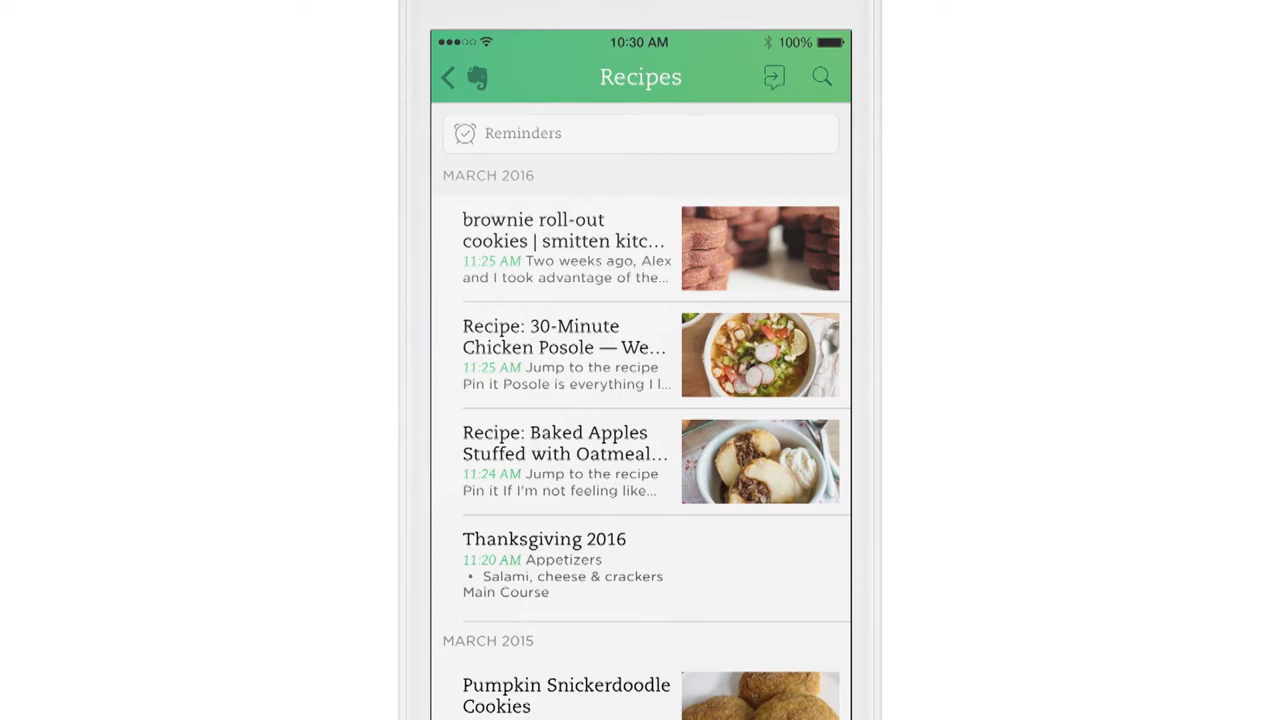 10:30 AM
100%
Recipes
Reminders
MARCH 2016
brownie roll-out
cookies | smitten kitc...
11:25 AM Two weeks ago, Alex
and I took advantage of the...
Recipe: 30-Minute
Chicken Posole — We...
11:25 AM Jump to the recipe
Pin it Posole is everything I l...
Recipe: Baked Apples
Stuffed with Oatmeal...
11:24 AM Jump to the recipe
Pin it If I'm not feeling like...
Thanksgiving 2016
11:20 AM Appetizers
• Salami, cheese & crackers
Main Course
MARCH 2015
Pumpkin Snickerdoodle
Cookies